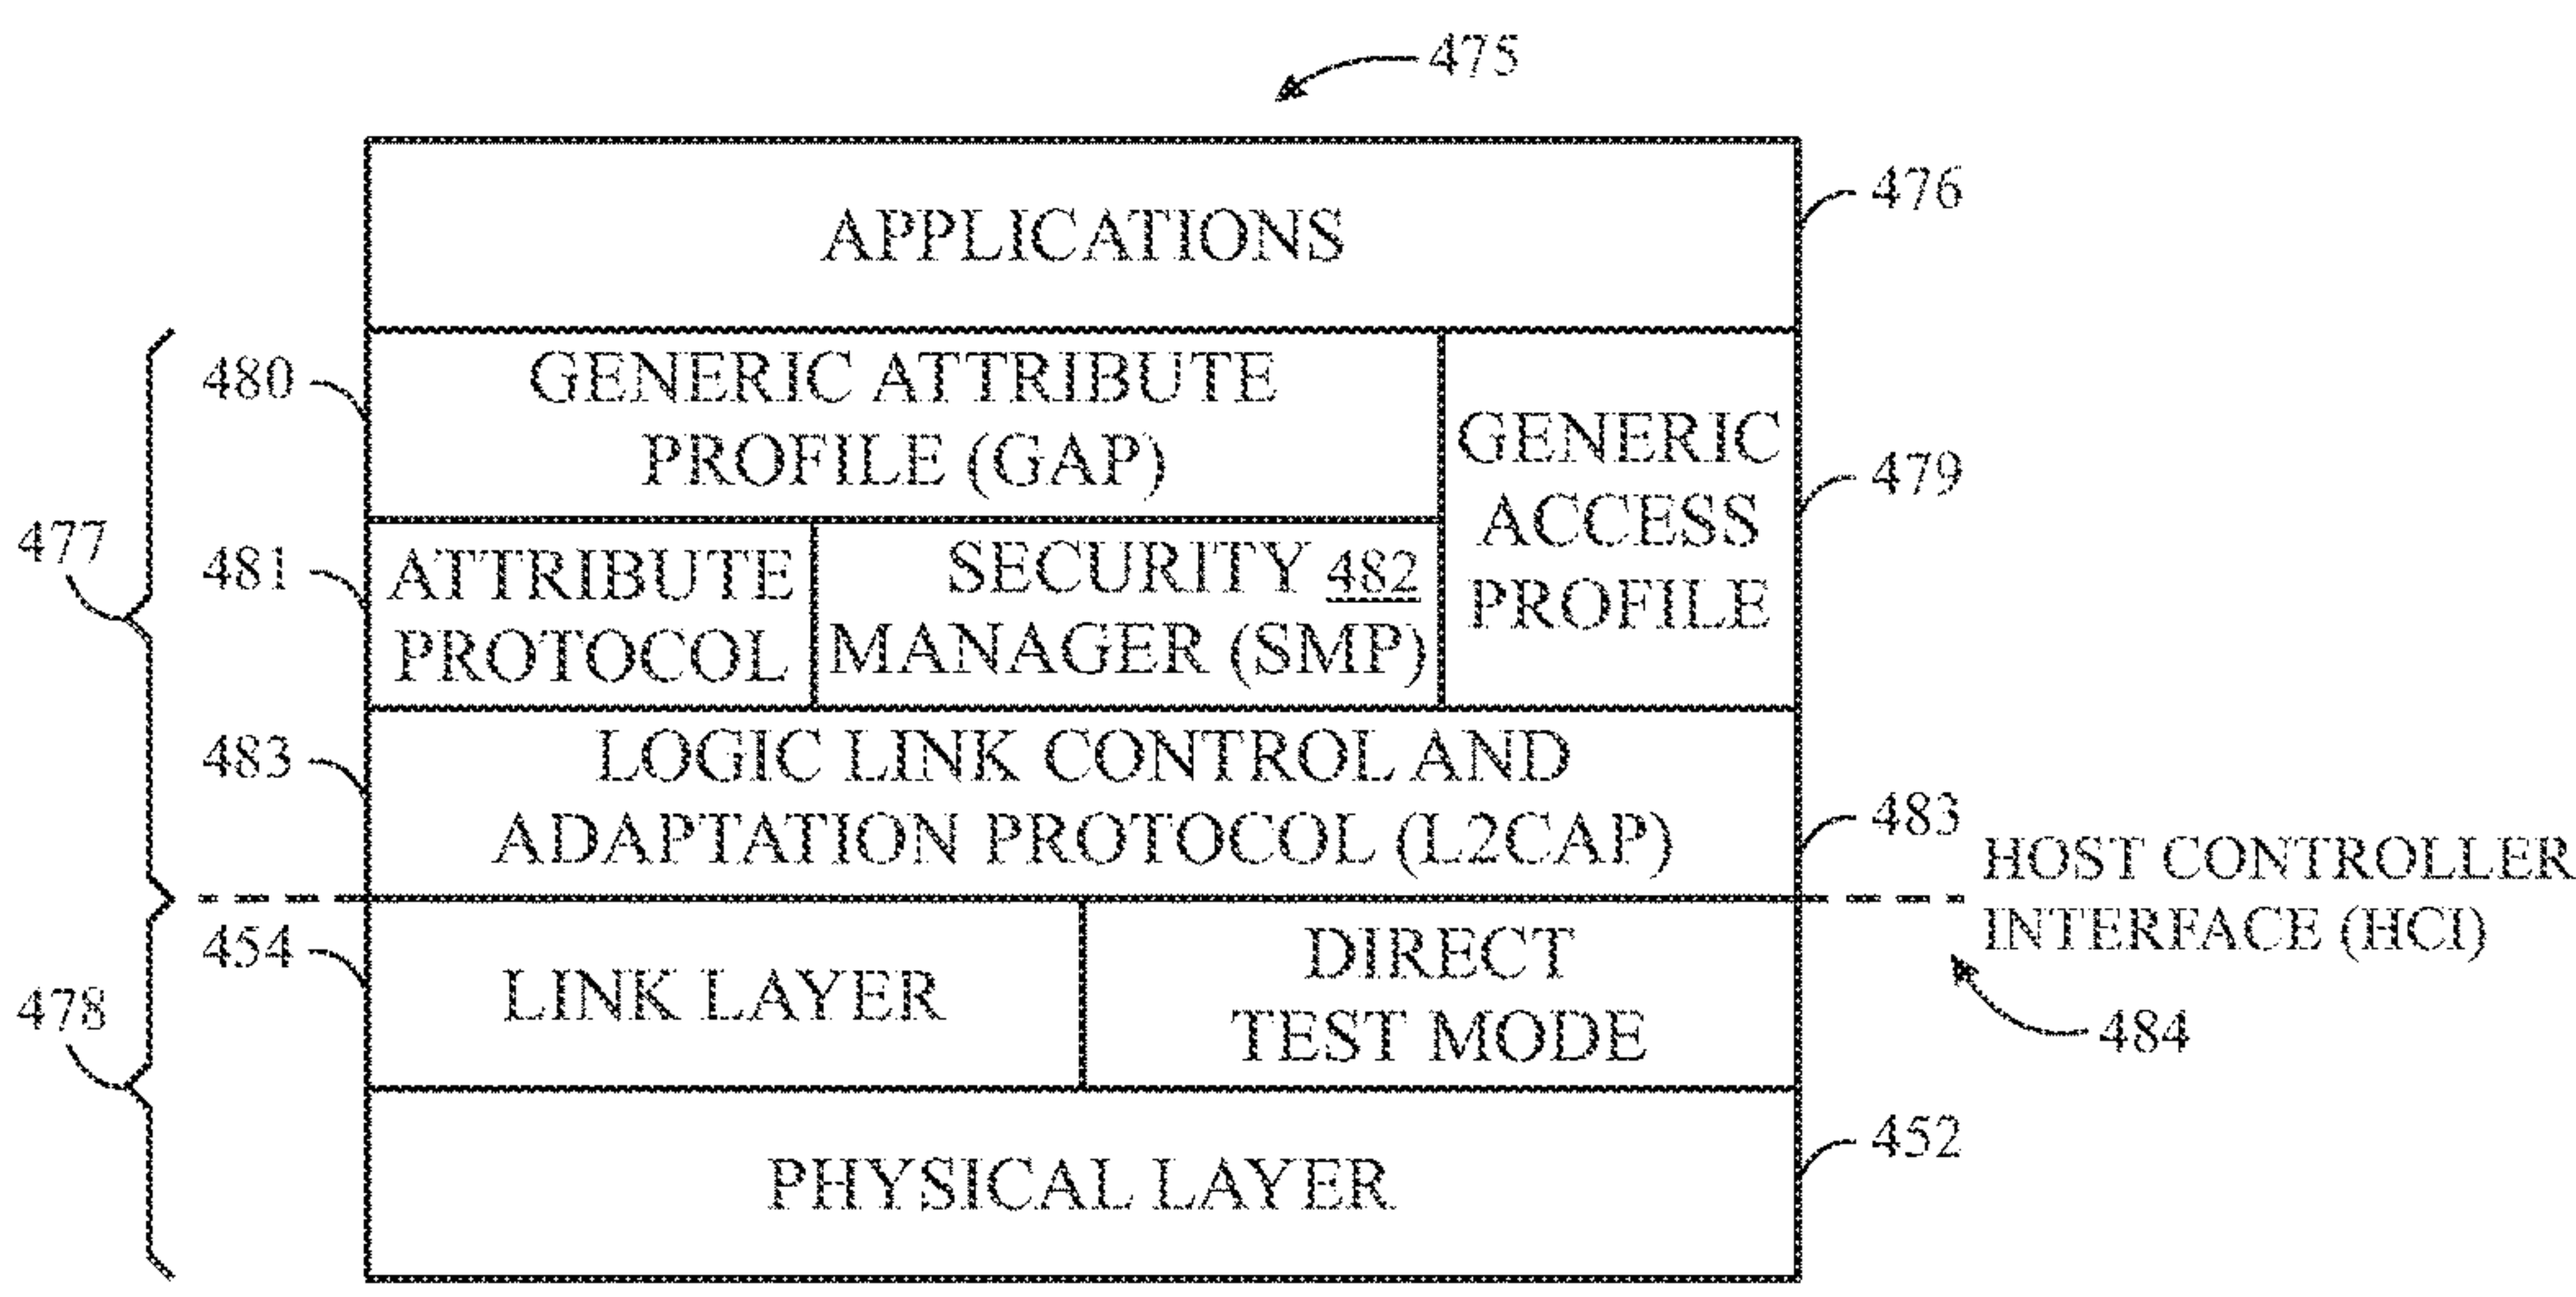 475
APPLICATIONS
476
477
480
GENERIC ATTRIBUTE
PROFILE (GAP)
GENERIC
ACCESS
PROFILE
479
481
ATTRIBUTE
PROTOCOL
SECURITY 482
MANAGER (SMP)
483
LOGIC LINK CONTROL AND
ADAPTATION PROTOCOL (L2CAP)
483
HOST CONTROLLER
INTERFACE (HCI)
484
478
454
LINK LAYER
DIRECT
TEST MODE
PHYSICAL LAYER
452